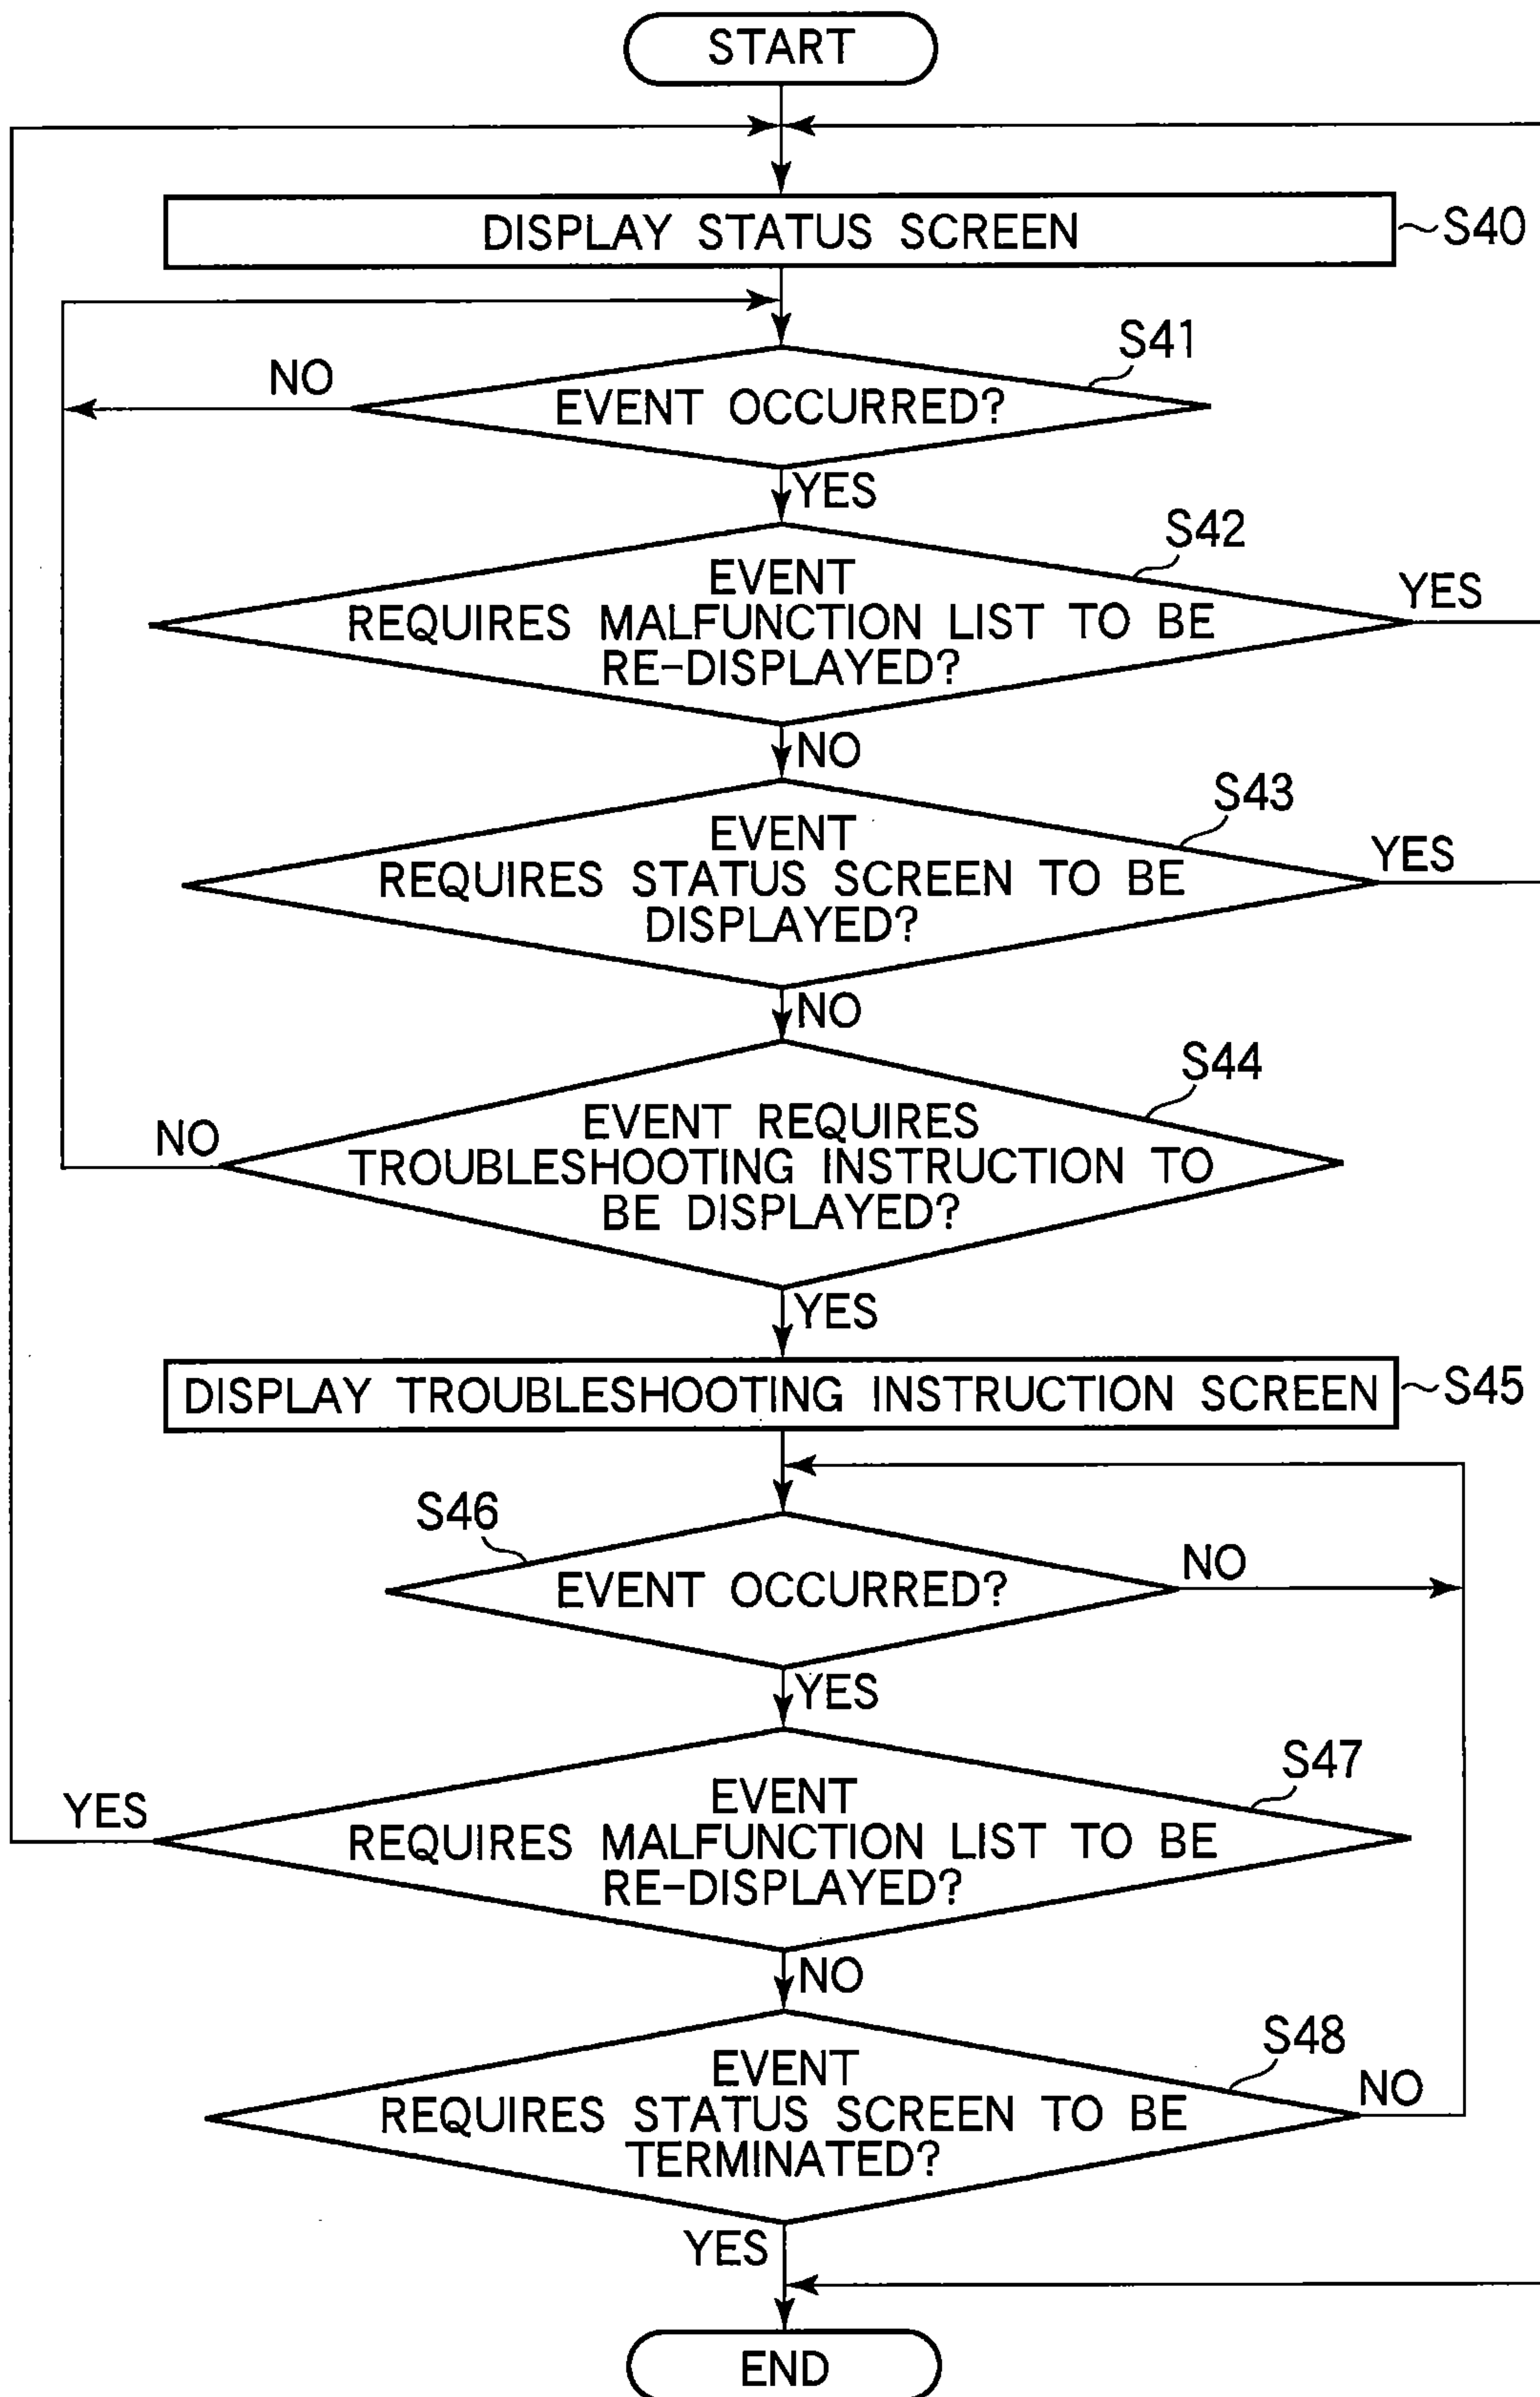 START
DISPLAY STATUS SCREEN
S40
S41
NO
EVENT OCCURRED?
YES
S42
EVENT
REQUIRES MALFUNCTION LIST TO BE
RE-DISPLAYED?
YES
NO
S43
EVENT
REQUIRES STATUS SCREEN TO BE
DISPLAYED?
YES
NO
S44
EVENT REQUIRES
TROUBLESHOOTING INSTRUCTION TO
BE DISPLAYED?
NO
YES
DISPLAY TROUBLESHOOTING INSTRUCTION SCREEN
S45
S46
EVENT OCCURRED?
NO
YES
S47
EVENT
REQUIRES MALFUNCTION LIST TO BE
RE-DISPLAYED?
YES
NO
S48
EVENT
REQUIRES STATUS SCREEN TO BE
TERMINATED?
NO
YES
END